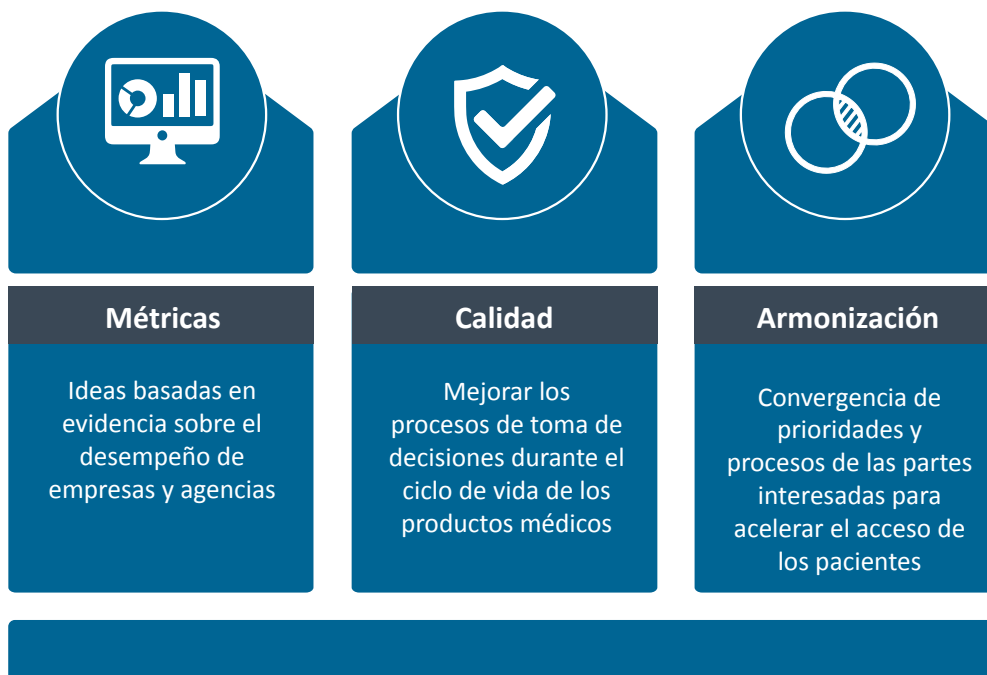 Métricas
Ideas basadas en
evidencia sobre el
desempeño de
empresas y agencias
Calidad
Mejorar los
procesos de toma de
decisiones durante el
ciclo de vida de los
productos médicos
Armonización
Convergencia de
prioridades y
procesos de las partes
interesadas para
acelerar el acceso de
los pacientes